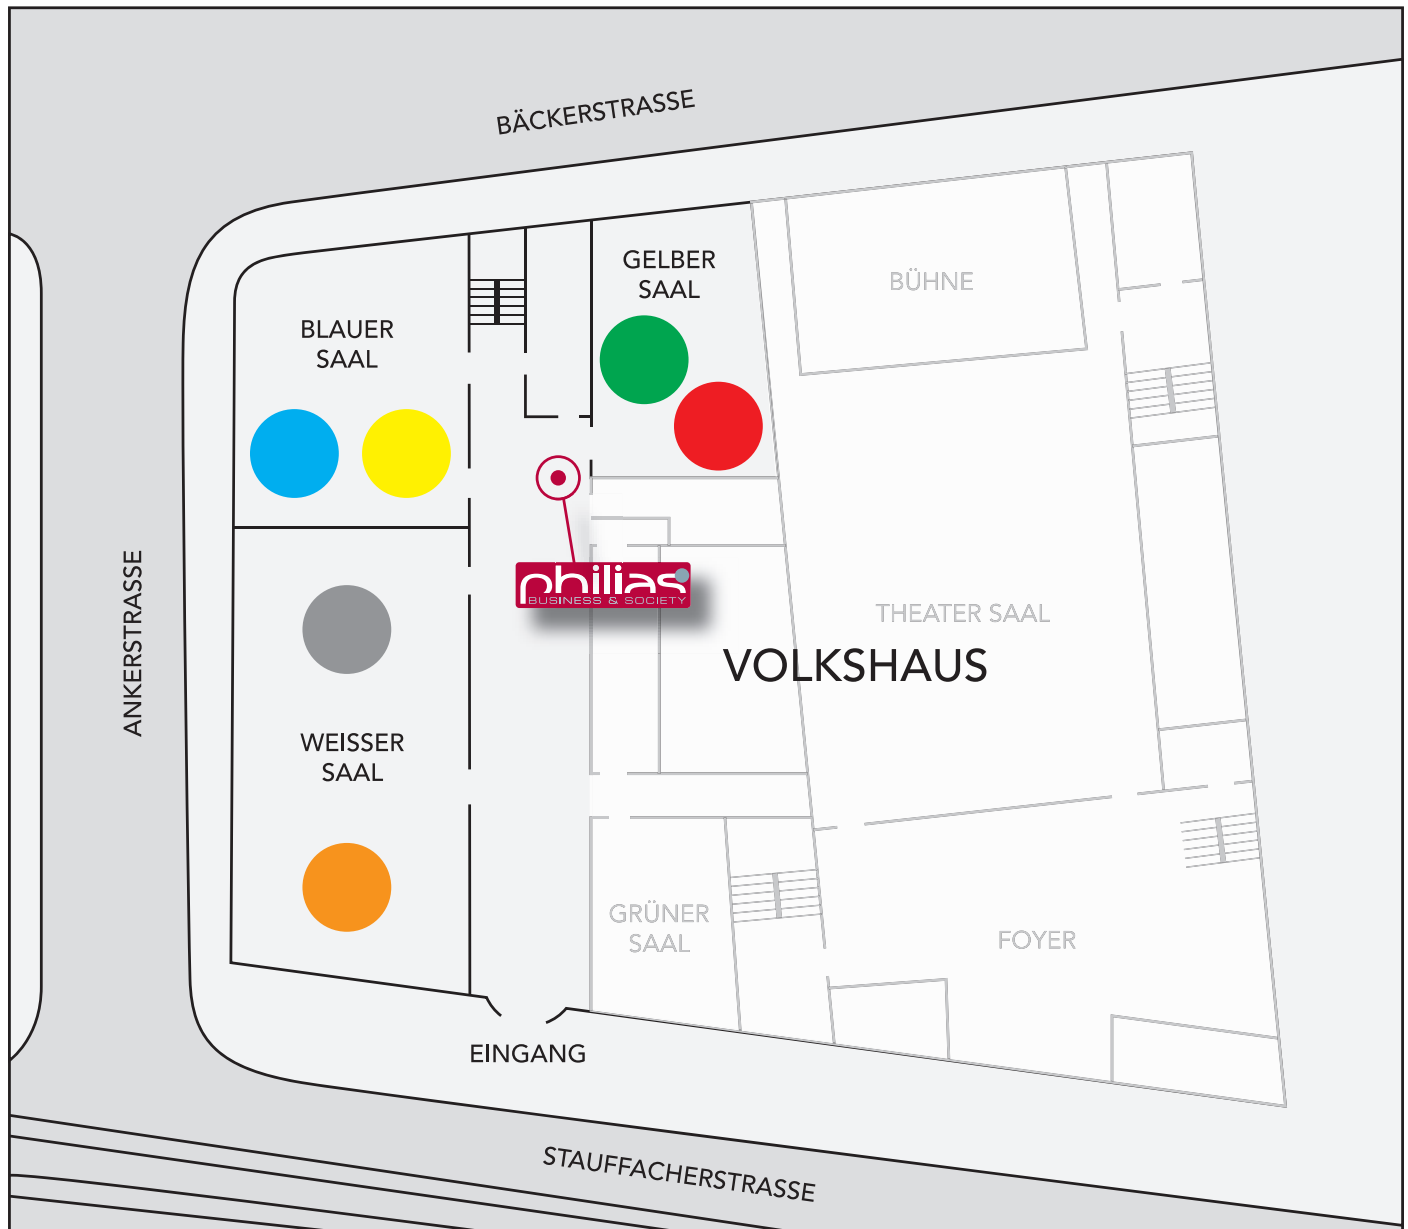 BÄCKERSTRASSE
GELBER
SAAL
BÜHNE
BLAUER
SAAL
philias
BUSINESS & SOCIETY
ANKERSTRASSE
THEATER SAAL
VOLKSHAUS
WEISSER
SAAL
GRÜNER
SAAL
FOYER
EINGANG
STAUFFACHERSTRASSE